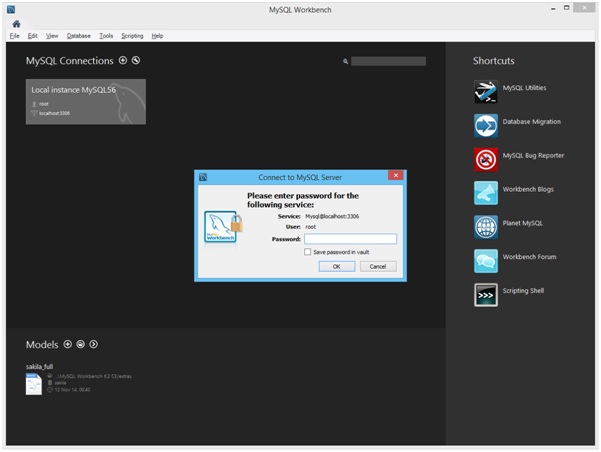 MySQL Workbench
File Edit View Database Tools Scripting Help
MySQL Connections
Local instance MySQL56
root
localhost:3306
Shortcuts
MySQL Utilities
Database Migration
MySQL Bug Reporter
Workbench Blogs
Planet MySQL
Workbench Forum
Scripting Shell
Connect to MySQL Server
Please enter password for the
following service:
Service: Mysql@localhost:3306
User: root
Password:
Workbench
Save password in vault
OK Cancel
Models
sakila_full
...\MySQL Workbench 6.2 CE\extras
sakila
12 Nov 14, 00:40